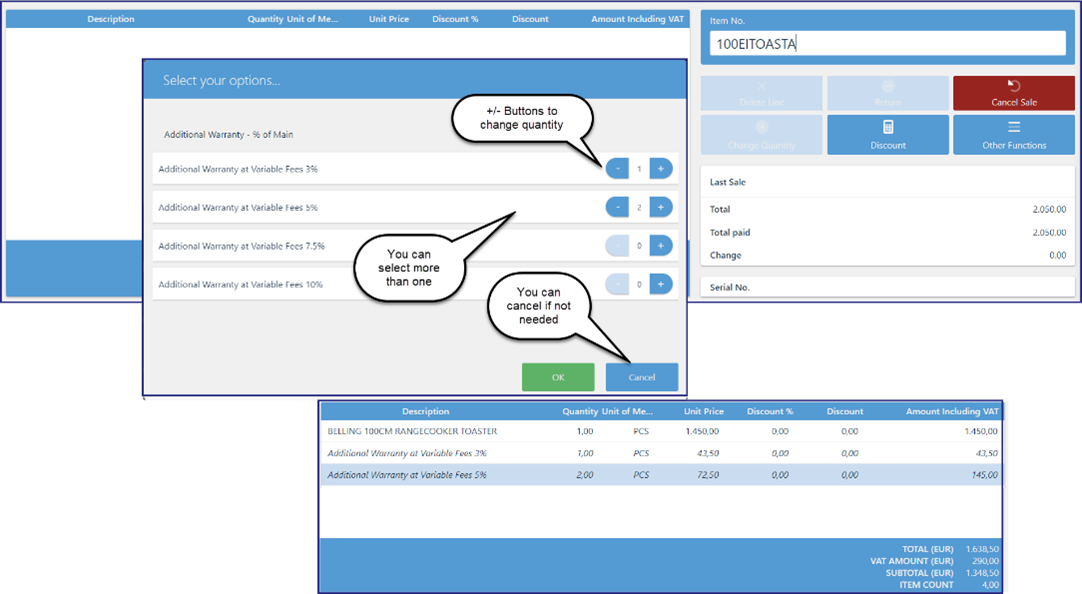 Description Quantity Unit of Me... Unit Price Discount % Discount Amount Including VAT
Item No.
100EITOASTA
Select your options...
+/- Buttons to
change quantity
Delete Line Return Cancel Sale
Change Quantity Discount Other Functions
Additional Warranty - % of Main
Additional Warranty at Variable Fees 3% - 1 +
Additional Warranty at Variable Fees 5% - 2 +
Additional Warranty at Variable Fees 7.5% - 0 +
Additional Warranty at Variable Fees 10% - 0 +
You can
select more
than one
You can
cancel if not
needed
OK Cancel
Last Sale
Total 2.050.00
Total paid 2.050.00
Change 0.00
Serial No.
Description Quantity Unit of Me... Unit Price Discount % Discount Amount Including VAT
BELLING 100CM RANGECOOKER TOASTER 1,00 PCS 1.450,00 0,00 0,00 1.450,00
Additional Warranty at Variable Fees 3% 1,00 PCS 43,50 0,00 0,00 43,50
Additional Warranty at Variable Fees 5% 2,00 PCS 72,50 0,00 0,00 145,00
TOTAL (EUR) 1.638,50
VAT AMOUNT (EUR) 290,00
SUBTOTAL (EUR) 1.348,50
ITEM COUNT 4,00